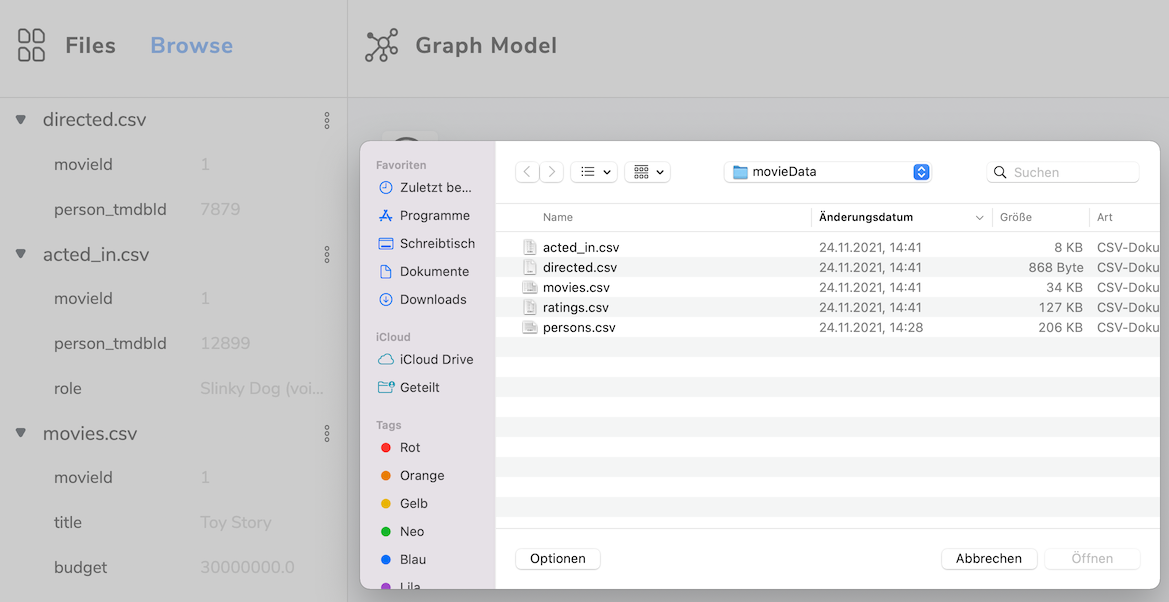 Files Browse
Graph Model
directed.csv
movieId 1
person_tmdbId 7879
acted_in.csv
movieId 1
person_tmdbId 12899
role Slinky Dog (voi...
movies.csv
movieId 1
title Toy Story
budget 30000000.0
Favoriten
Zuletzt be...
Programme
Schreibtisch
Dokumente
Downloads
iCloud
iCloud Drive
Geteilt
Tags
Rot
Orange
Gelb
Neo
Blau
Lila
movieData
Suchen
Name Änderungsdatum Größe Art
acted_in.csv 24.11.2021, 14:41 8 KB CSV-Doku
directed.csv 24.11.2021, 14:41 868 Byte CSV-Doku
movies.csv 24.11.2021, 14:41 34 KB CSV-Doku
ratings.csv 24.11.2021, 14:41 127 KB CSV-Doku
persons.csv 24.11.2021, 14:28 206 KB CSV-Doku
Optionen Abbrechen Öffnen